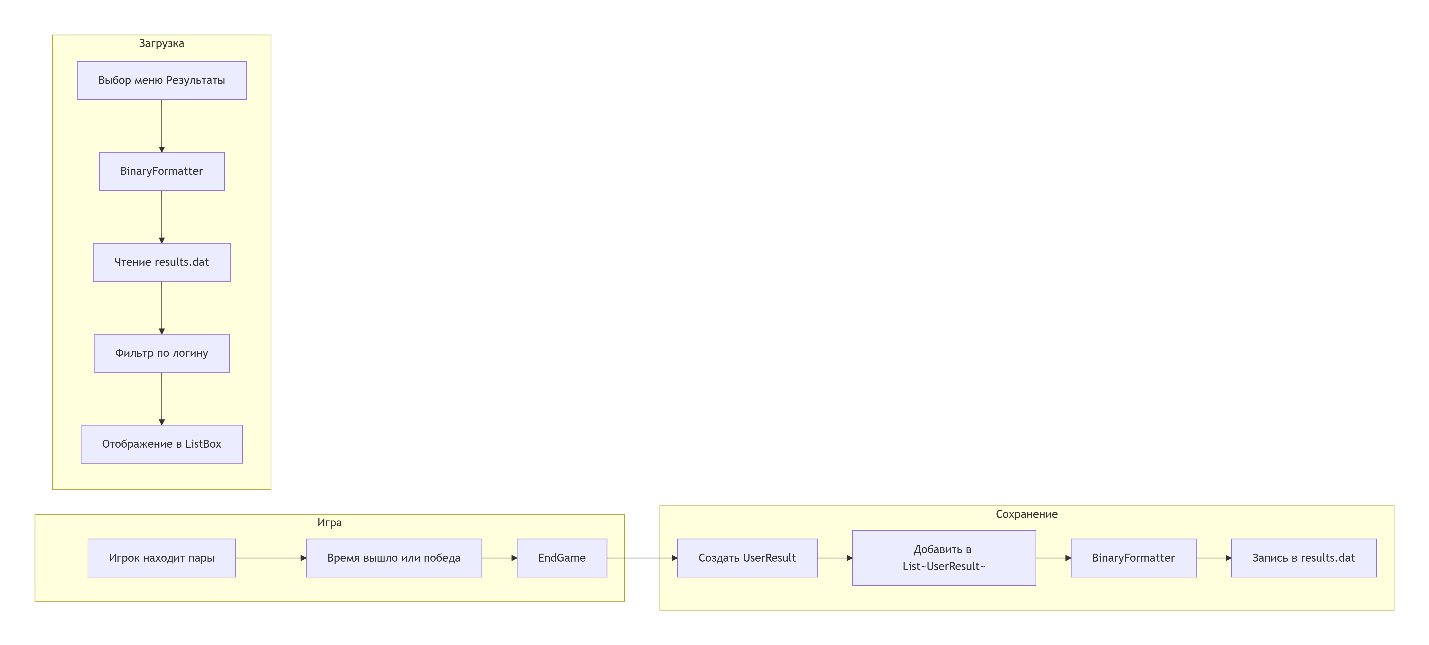 Загрузка
Выбор меню Результаты
BinaryFormatter
Чтение results.dat
Фильтр по логину
Отображение в ListBox
Игра
Игрок находит пары
Время вышло или победа
EndGame
Сохранение
Создать UserResult
Добавить в
List~UserResult~
BinaryFormatter
Запись в results.dat